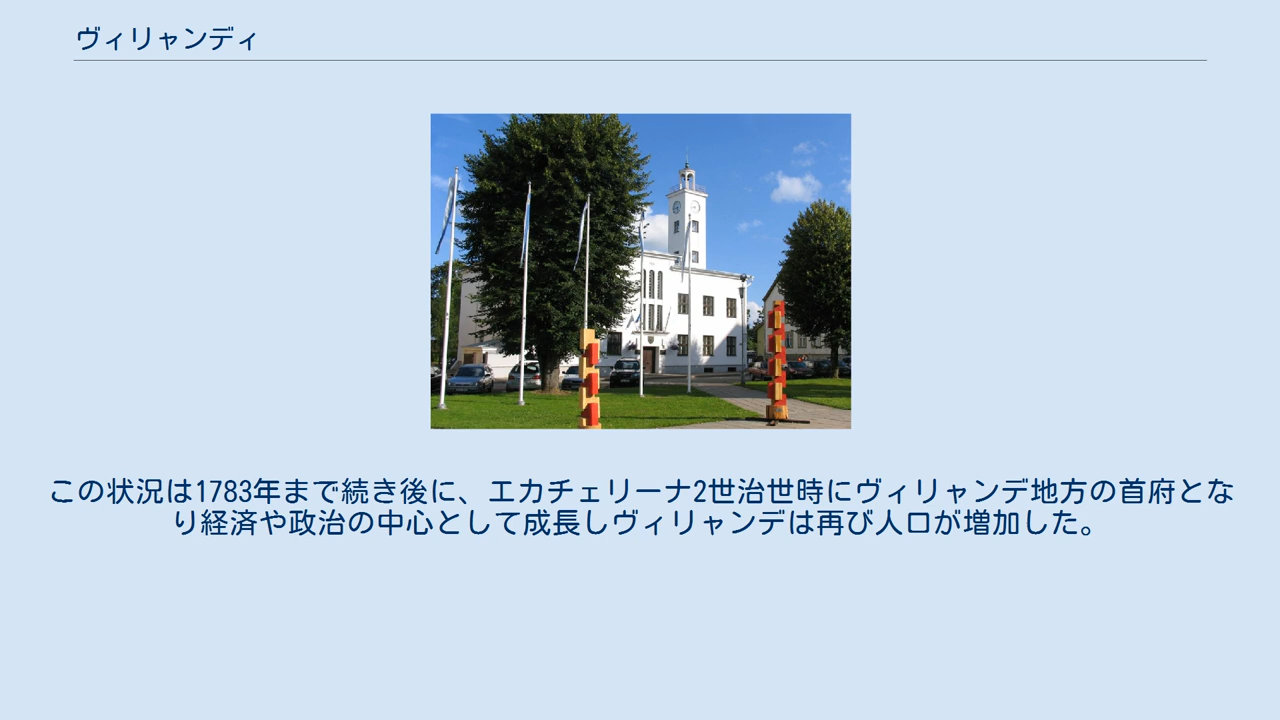 ヴィリャンディ
この状況は1783年まで続き後に、エカチェリーナ2世治世時にヴィリャンデ地方の首府とな
り経済や政治の中心として成長しヴィリャンデは再び人口が増加した。